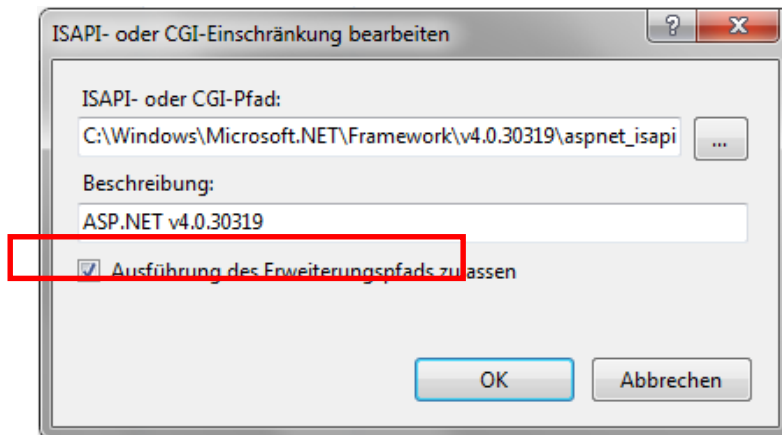 ISAPI- oder CGI-Einschränkung bearbeiten
?
ISAPI- oder CGI-Pfad:
C:\Windows\Microsoft.NET\Framework\v4.0.30319\aspnet_isapi
...
Beschreibung:
ASP.NET v4.0.30319
Ausführung des Erweiterungspfads zulassen
OK
Abbrechen